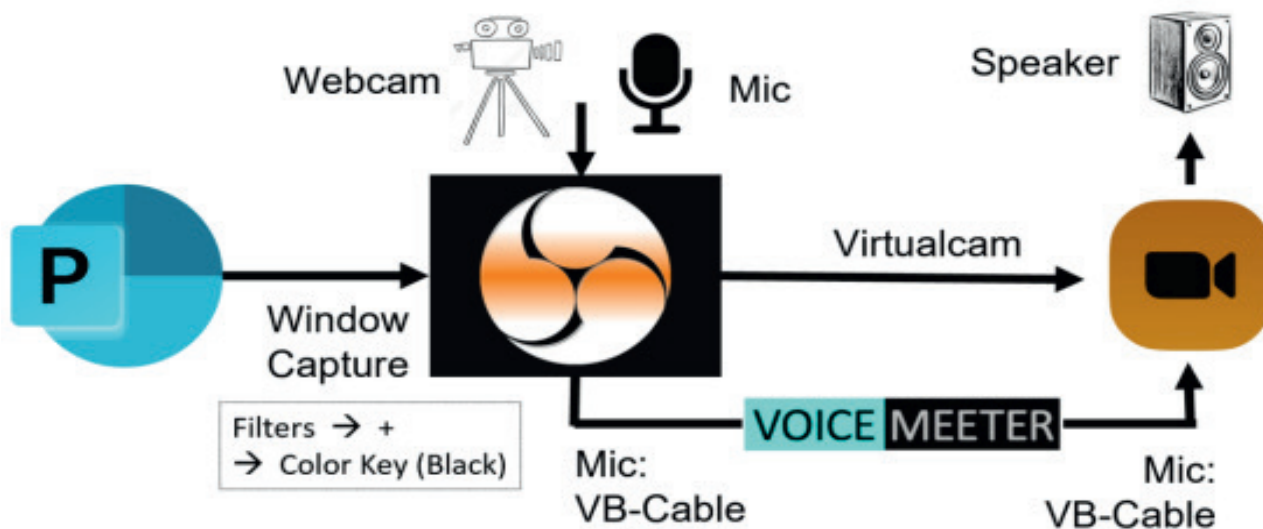 Webcam
Mic
Speaker
P
Virtualcam
Window
Capture
Filters → +
→ Color Key (Black)
VOICE MEETER
Mic:
VB-Cable
Mic:
VB-Cable